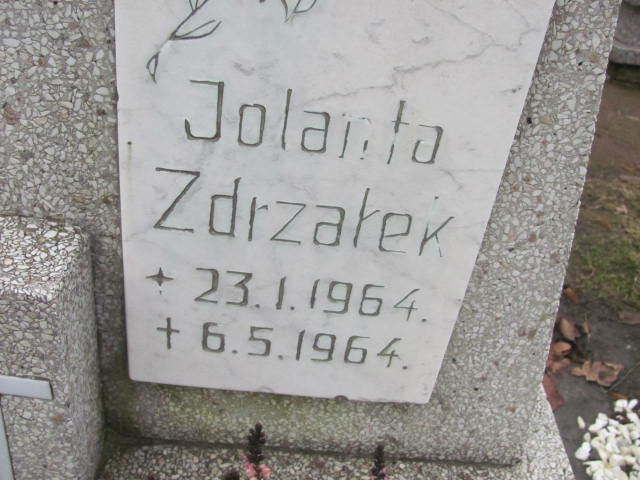 Jolanta
Zdrzałek
+ 23.1.1964.
+ 6.5.1964.